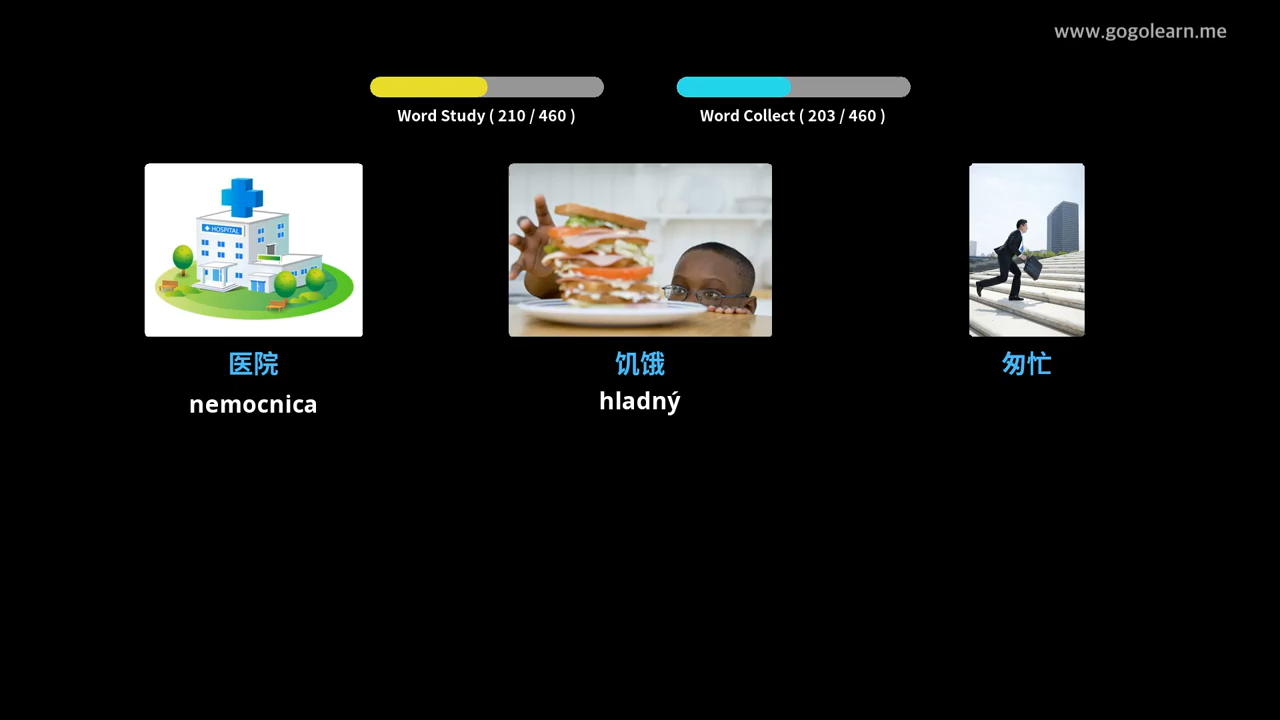 www.gogolearn.me
Word Study ( 210 / 460 )
Word Collect ( 203 / 460 )
HOSPITAL
医院
饥饿
匆忙
nemocnica
hladný